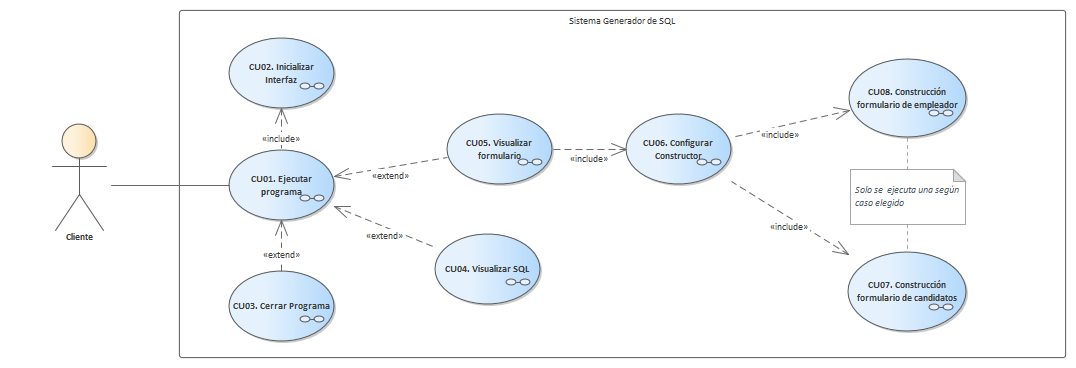 Sistema Generador de SQL
CU02. Inicializar
Interfaz
«include»
CU01. Ejecutar
programa
«extend»
CU03. Cerrar Programa
Cliente
CU05. Visualizar
formulario
«extend»
«extend»
CU04. Visualizar SQL
«include»
CU06. Configurar
Constructor
«include»
«include»
CU08. Construcción
formulario de empleador
Solo se ejecuta una según
caso elegido
CU07. Construcción
formulario de candidatos